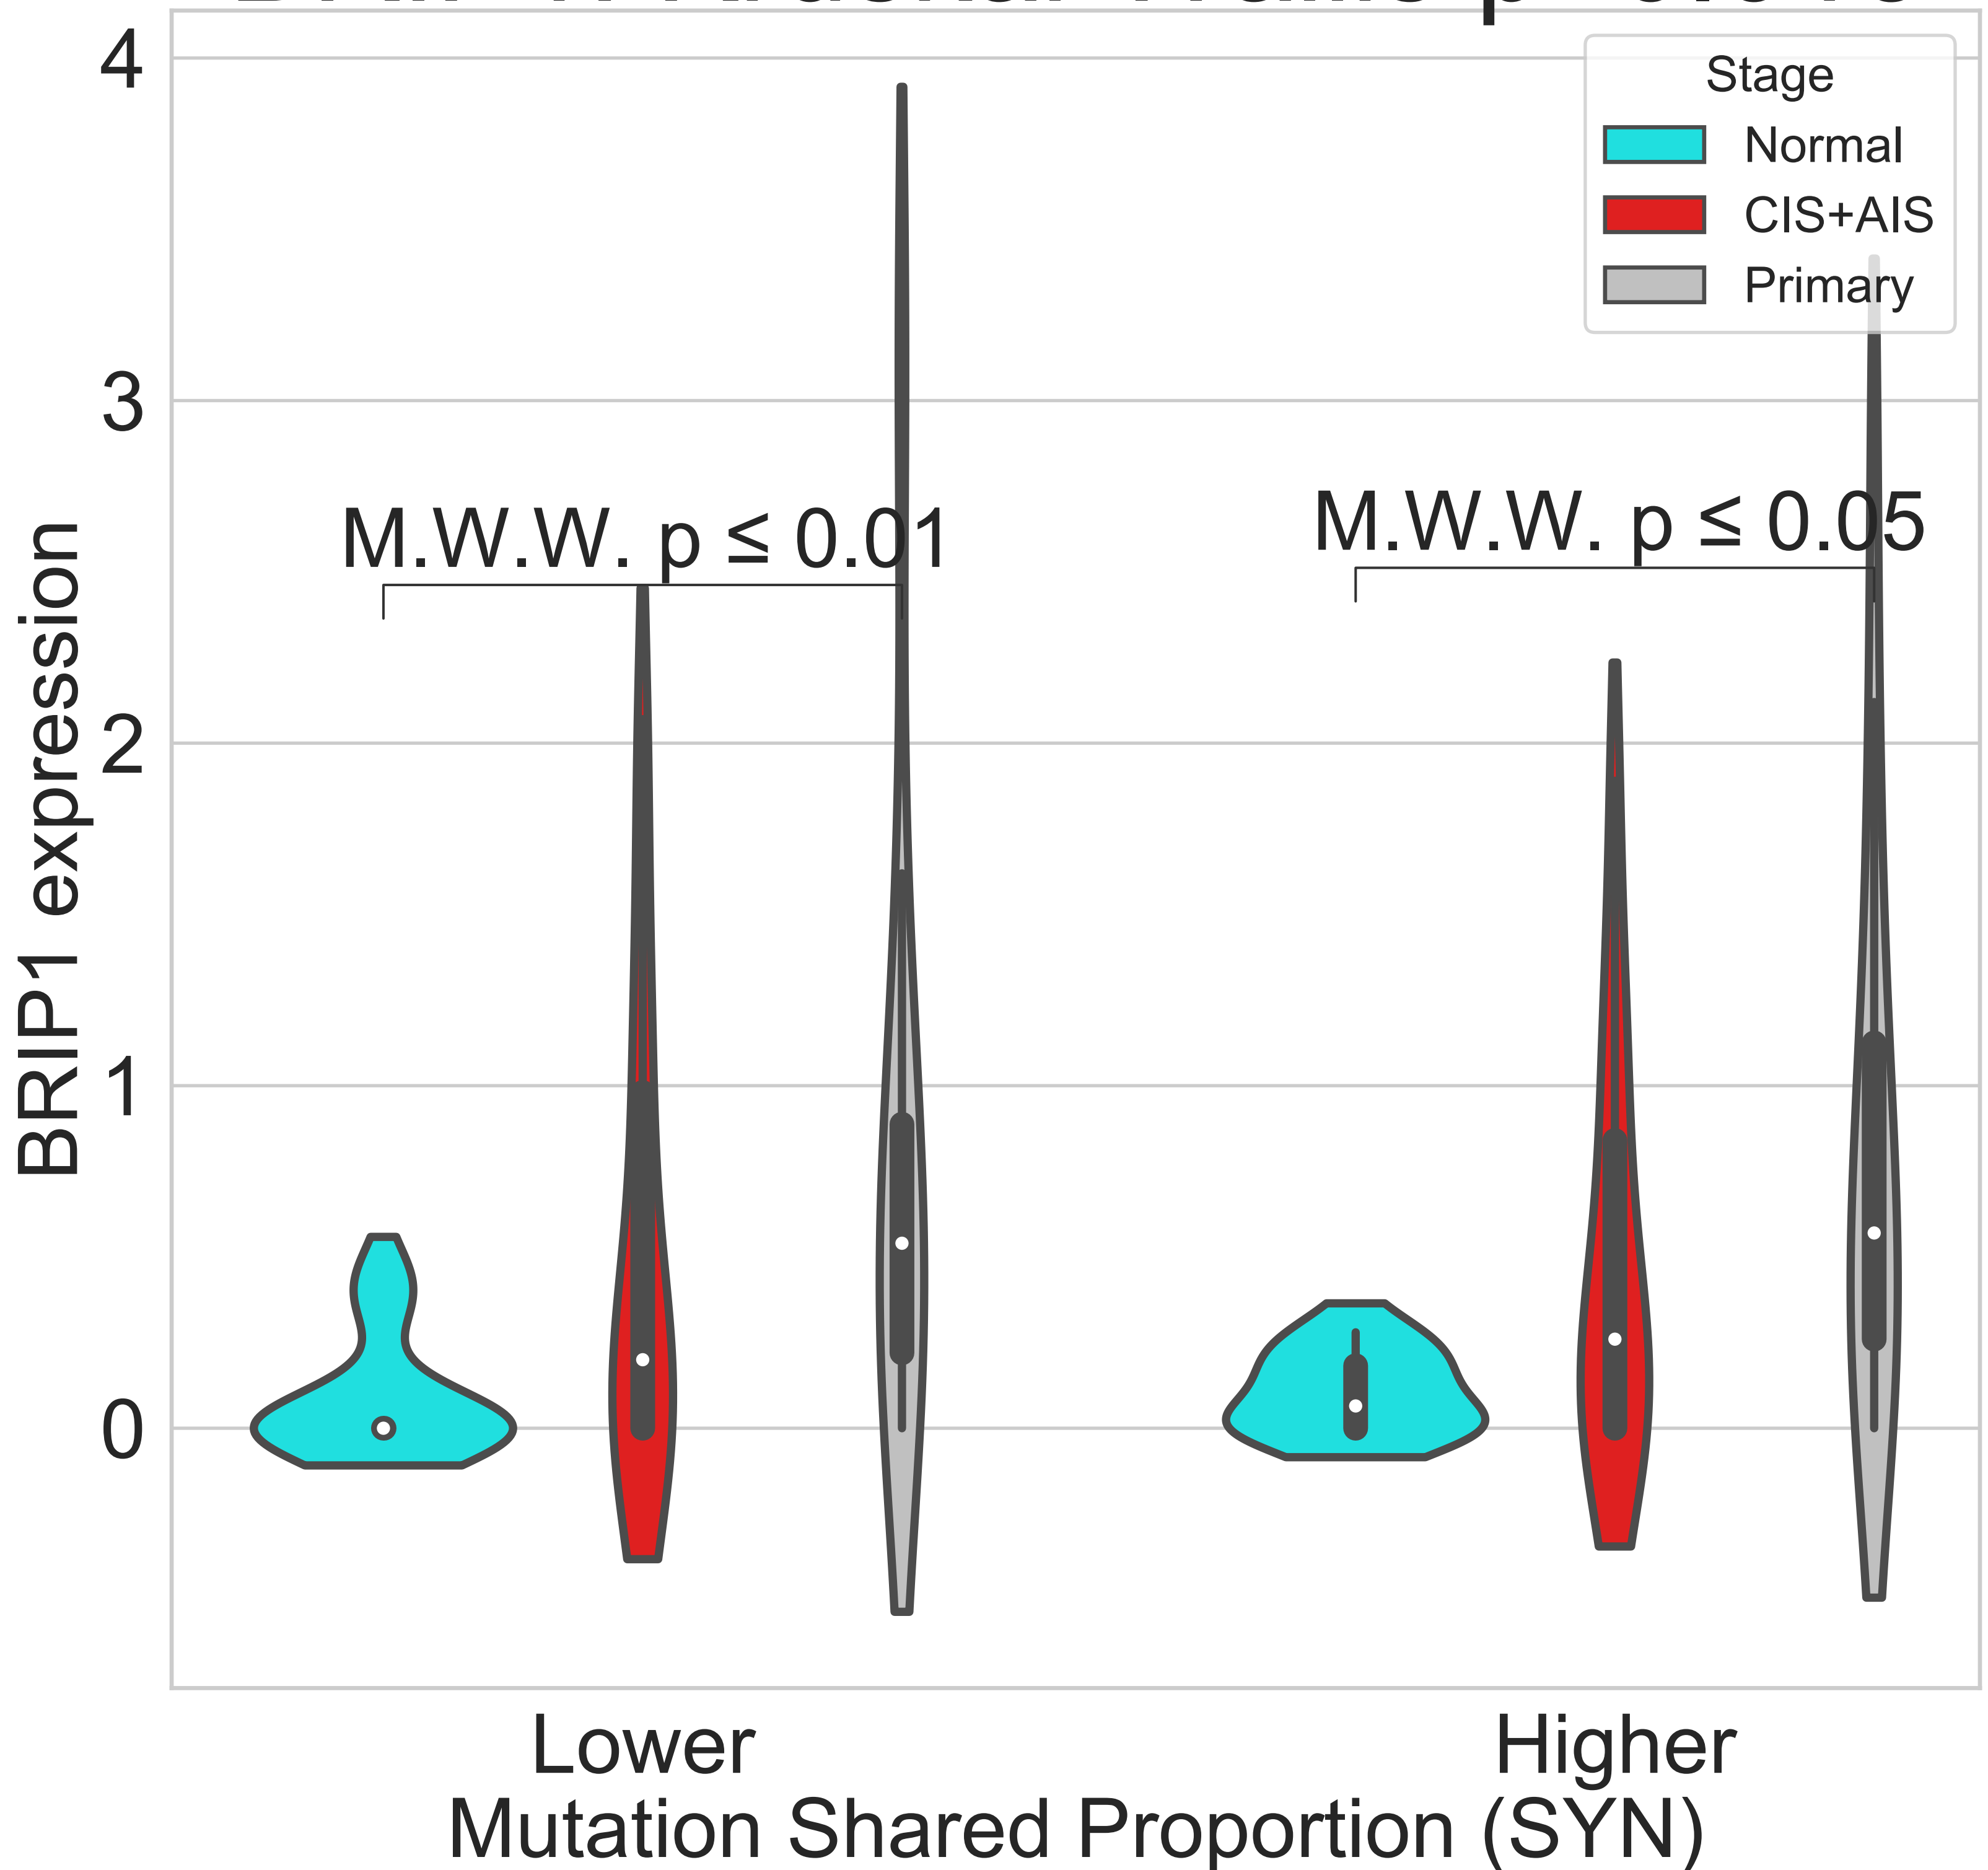 4
Stage
Normal
CIS+AIS
Primary
3
M.W.W. p ≤ 0.01
M.W.W. p ≤ 0.05
2
1
0
BRIP1 expression
Lower
Higher
Mutation Shared Proportion (SYN)